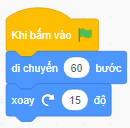 Khi bấm vào
di chuyển 60 bước
xoay 15 độ